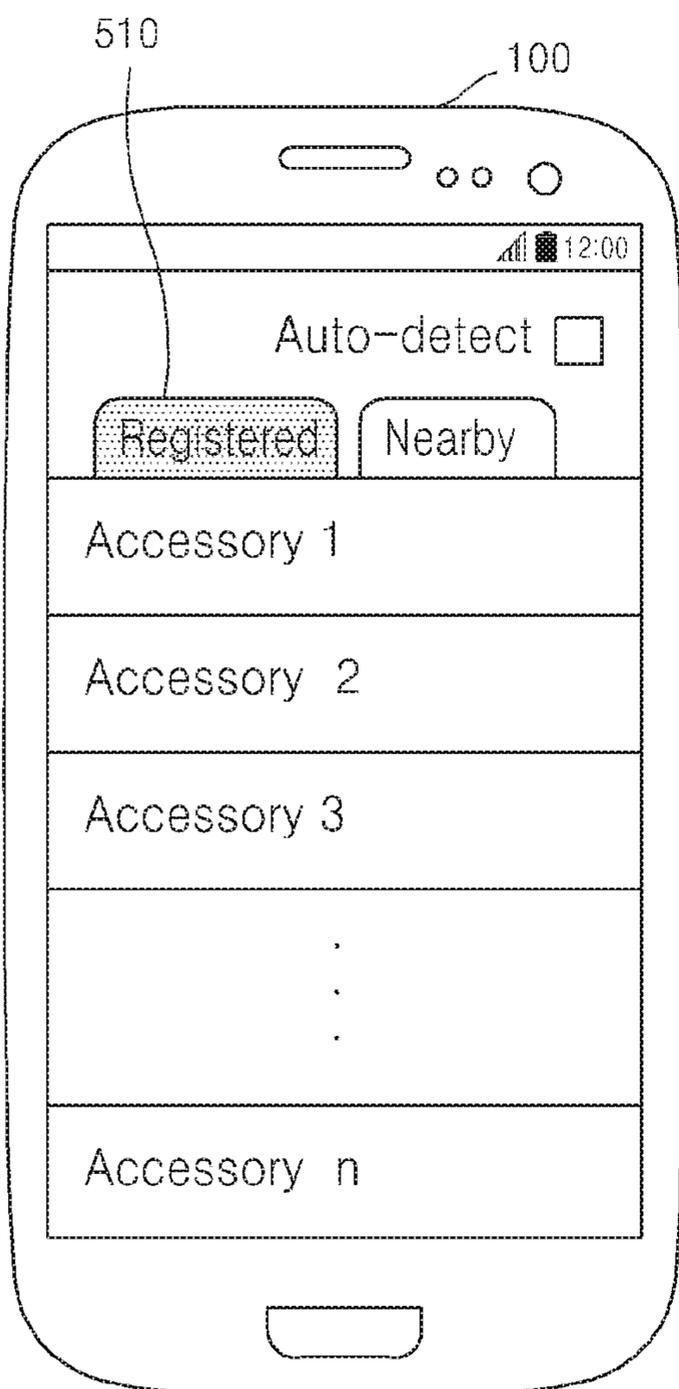 510
100
12:00
Auto-detect
Registered Nearby
Accessory 1
Accessory 2
Accessory 3
Accessory n